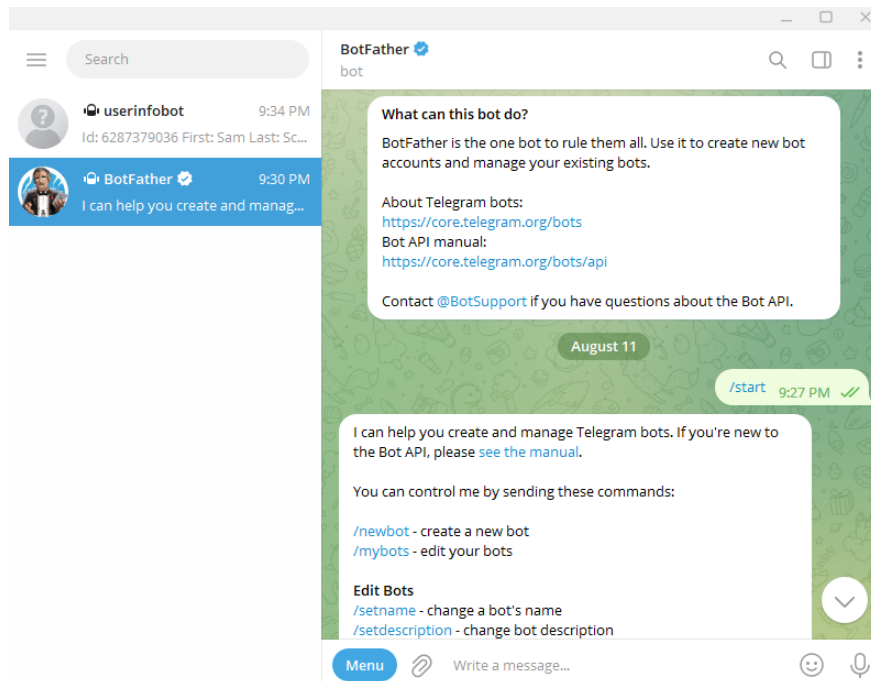 Search
userinfobot 9:34 PM
Id: 6287379036 First: Sam Last: Sc...
BotFather 9:30 PM
I can help you create and manag...
BotFather
bot
What can this bot do?
BotFather is the one bot to rule them all. Use it to create new bot
accounts and manage your existing bots.
About Telegram bots:
https://core.telegram.org/bots
Bot API manual:
https://core.telegram.org/bots/api
Contact @BotSupport if you have questions about the Bot API.
August 11
/start 9:27 PM
I can help you create and manage Telegram bots. If you're new to
the Bot API, please see the manual.
You can control me by sending these commands:
/newbot - create a new bot
/mybots - edit your bots
Edit Bots
/setname - change a bot's name
/setdescription - change bot description
Menu Write a message...